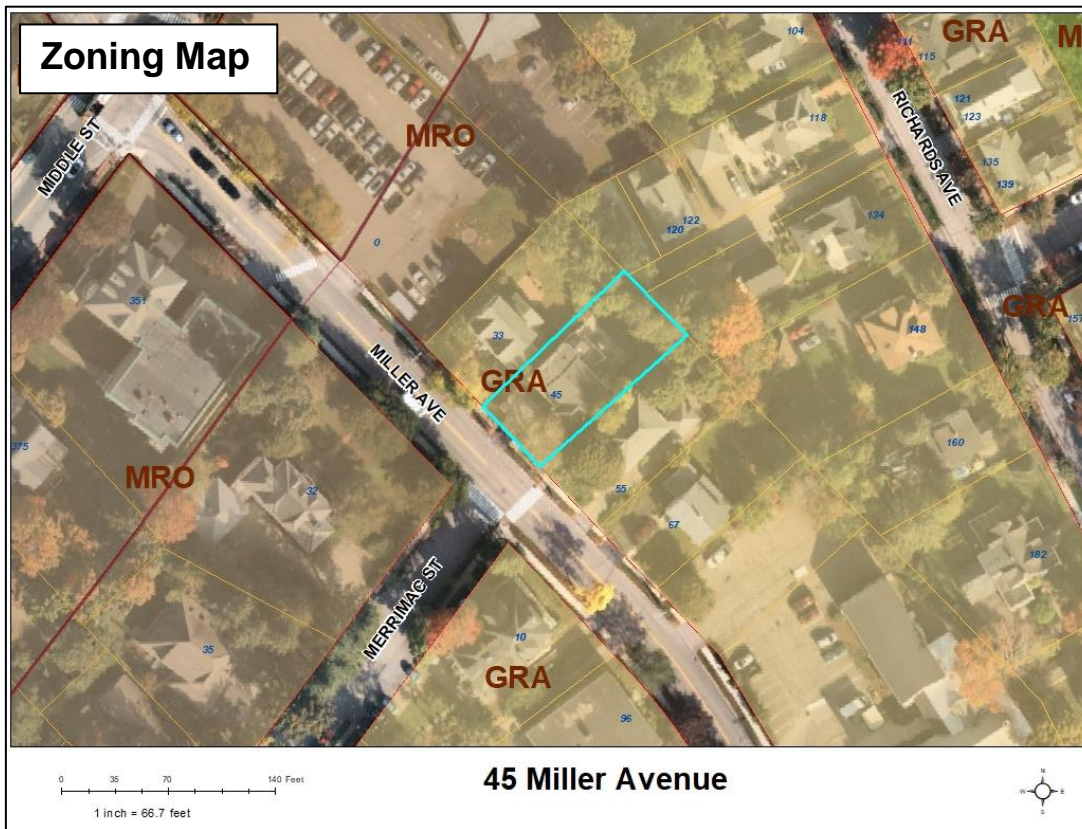 Zoning Map
104
111
115
GRA
M
MIDDLE ST
121
123
MRO
118
RICHARDS AVE
135
139
122
120
134
0
351
33
148
GRA
157
MILLER AVE
GRA
45
375
MRO
32
160
55
67
182
MERRIMAC ST
35
10
GRA
96
0 35 70 140 Feet
1 inch = 66.7 feet
45 Miller Avenue
N
W E
S